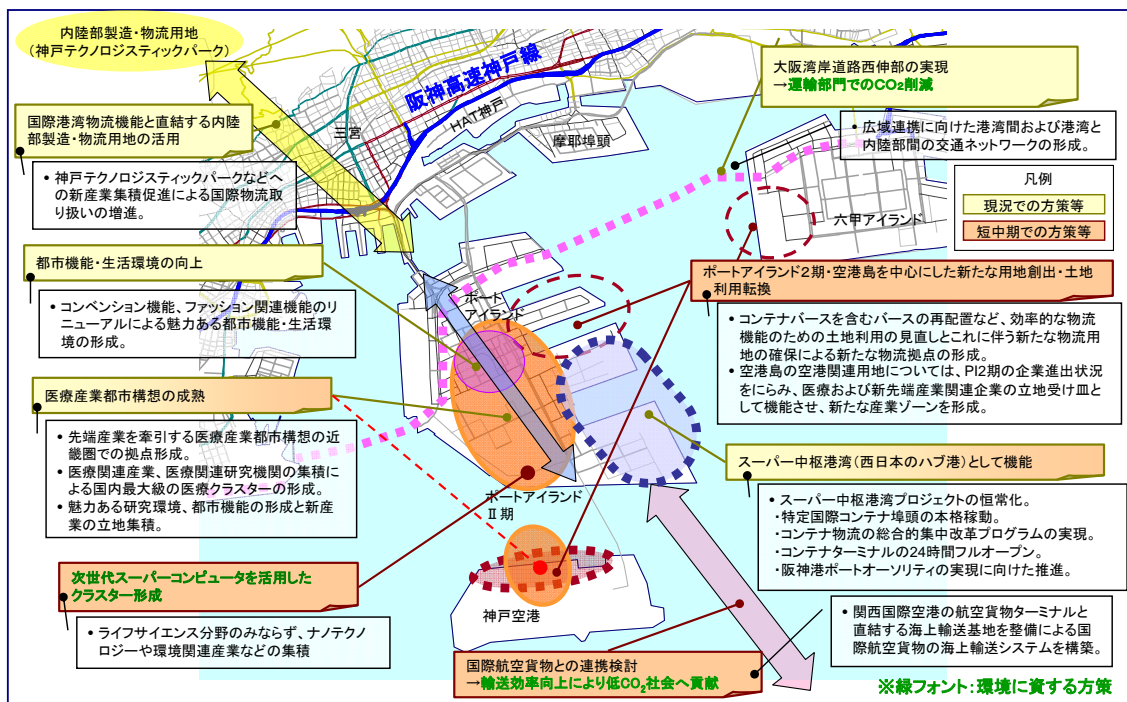 内陸部製造・物流用地
(神戸テクノロジスティックパーク)
国際港湾物流機能と直結する内陸
部製造・物流用地の活用
• 神戸テクノロジスティックパークなどへ
の新産業集積促進による国際物流取
り扱いの増進。
都市機能・生活環境の向上
• コンベンション機能、ファッション関連機能のリ
ニューアルによる魅力ある都市機能・生活環
境の形成。
医療産業都市構想の成熟
• 先端産業を牽引する医療産業都市構想の近
畿圏での拠点形成。
• 医療関連産業、医療関連研究機関の集積に
よる国内最大級の医療クラスターの形成。
• 魅力ある研究環境、都市機能の形成と新産
業の立地集積。
次世代スーパーコンピュータを活用した
クラスター形成
• ライフサイエンス分野のみならず、ナノテクノ
ロジーや環境関連産業などの集積
阪神高速神戸線
三宮
HAT神戸
摩耶埠頭
六甲アイランド
ポート
アイランド
ポートアイランド
Ⅱ期
神戸空港
大阪湾岸道路西伸部の実現
→運輸部門でのCO2削減
• 広域連携に向けた港湾間および港湾と
内陸部間の交通ネットワークの形成。
凡例
現況での方策等
短中期での方策等
ポートアイランド2期・空港島を中心にした新たな用地創出・土地
利用転換
• コンテナバースを含むバースの再配置など、効率的な物流
機能のための土地利用の見直しとこれに伴う新たな物流用
地の確保による新たな物流拠点の形成。
• 空港島の空港関連用地については、PI2期の企業進出状況
をにらみ、医療および新先端産業関連企業の立地受け皿と
して機能させ、新たな産業ゾーンを形成。
スーパー中枢港湾(西日本のハブ港)として機能
・スーパー中枢港湾プロジェクトの恒常化。
・特定国際コンテナ埠頭の本格稼動。
・コンテナ物流の総合的集中改革プログラムの実現。
・コンテナターミナルの24時間フルオープン。
・阪神港ポートオーソリティの実現に向けた推進。
• 関西国際空港の航空貨物ターミナルと
直結する海上輸送基地を整備による国
際航空貨物の海上輸送システムを構築。
国際航空貨物との連携検討
→輸送効率向上により低CO2社会へ貢献
※緑フォント:環境に資する方策